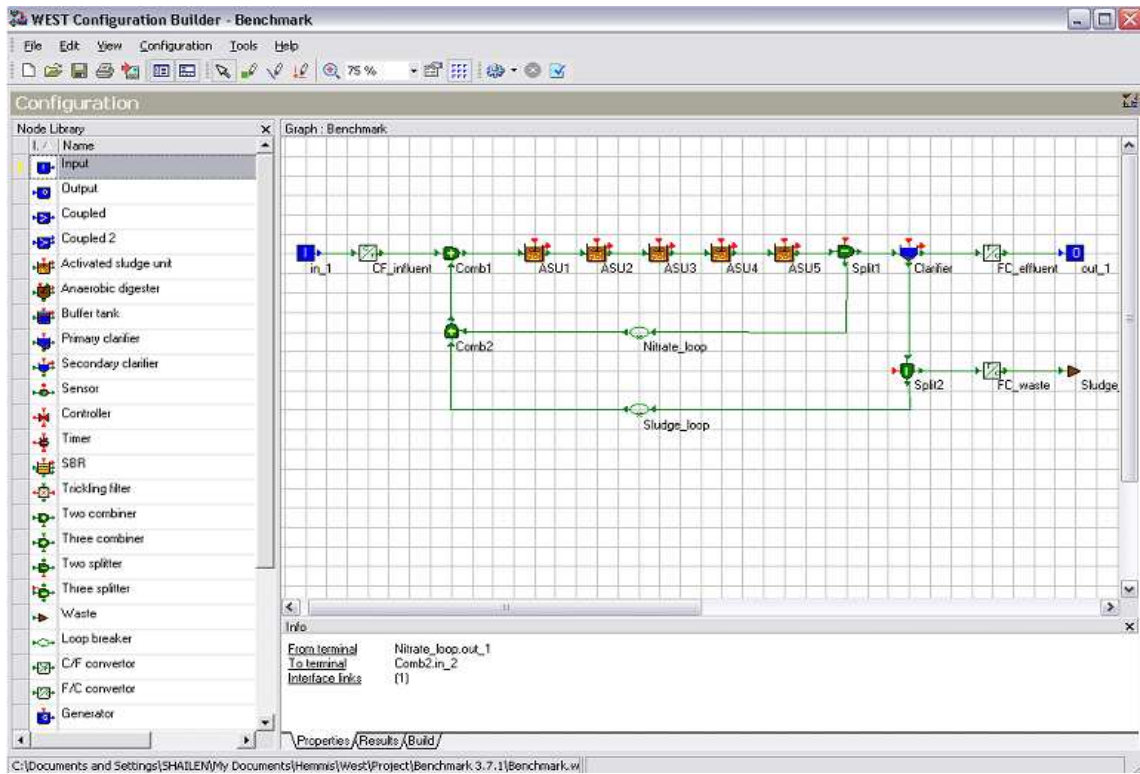 WEST Configuration Builder - Benchmark
File Edit View Configuration Tools Help
75 %
Configuration
Node Library
I. / Name
Input
Output
Coupled
Coupled 2
Activated sludge unit
Anaerobic digester
Buffer tank
Primary clarifier
Secondary clarifier
Sensor
Controller
Timer
SBR
Trickling filter
Two combiner
Three combiner
Two splitter
Three splitter
Waste
Loop breaker
C/F convertor
F/C convertor
Generator
Graph : Benchmark
in_1 CF_influent Comb1 ASU1 ASU2 ASU3 ASU4 ASU5 Split1 Clarifier FC_effluent out_1
Comb2 Nitrate_loop
Split2 FC_waste Sludge_
Sludge_loop
Info
From terminal Nitrate_loop.out_1
To terminal Comb2.in_2
Interface links (1)
Properties Results Build
C:\Documents and Settings\SHAILEN\My Documents\Hemmis\West\Project\Benchmark 3.7.1\Benchmark.w